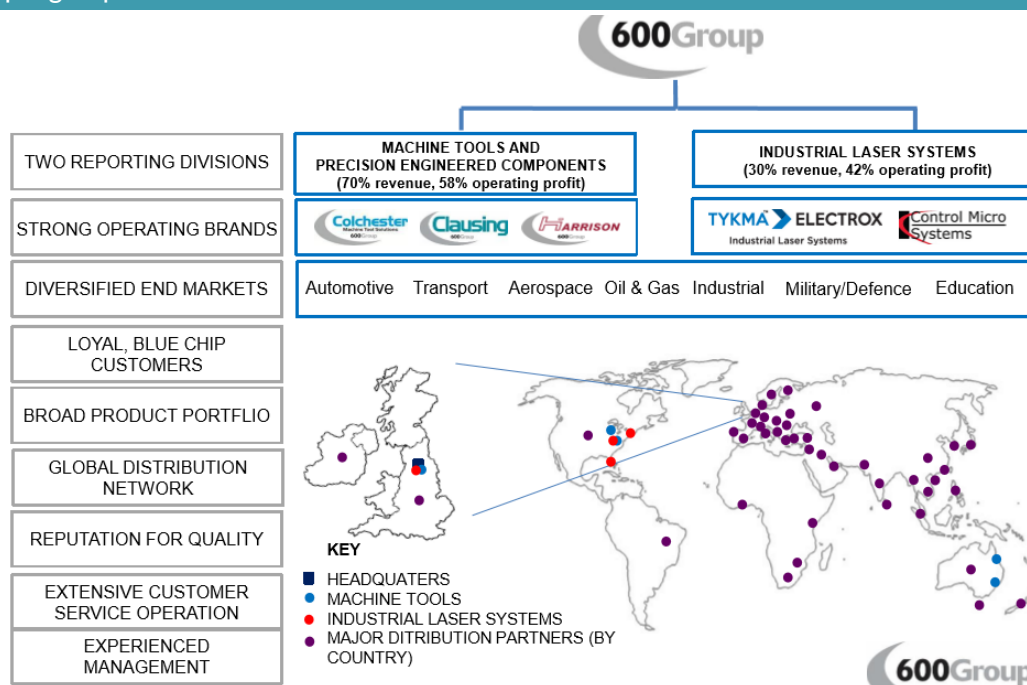 600Group
TWO REPORTING DIVISIONS
MACHINE TOOLS AND
PRECISION ENGINEERED COMPONENTS
(70% revenue, 58% operating profit)
INDUSTRIAL LASER SYSTEMS
(30% revenue, 42% operating profit)
STRONG OPERATING BRANDS
Colchester
Machine Tool Solutions
600Group
Clausing
600Group
HARRISON
600Group
TYKMA ELECTROX
Industrial Laser Systems
Control Micro
Systems
DIVERSIFIED END MARKETS
Automotive Transport Aerospace Oil & Gas Industrial Military/Defence Education
LOYAL, BLUE CHIP
CUSTOMERS
BROAD PRODUCT PORTFLIO
GLOBAL DISTRIBUTION
NETWORK
REPUTATION FOR QUALITY
EXTENSIVE CUSTOMER
SERVICE OPERATION
EXPERIENCED
MANAGEMENT
KEY
HEADQUATERS
MACHINE TOOLS
INDUSTRIAL LASER SYSTEMS
MAJOR DITRIBUTION PARTNERS (BY
COUNTRY)
600Group